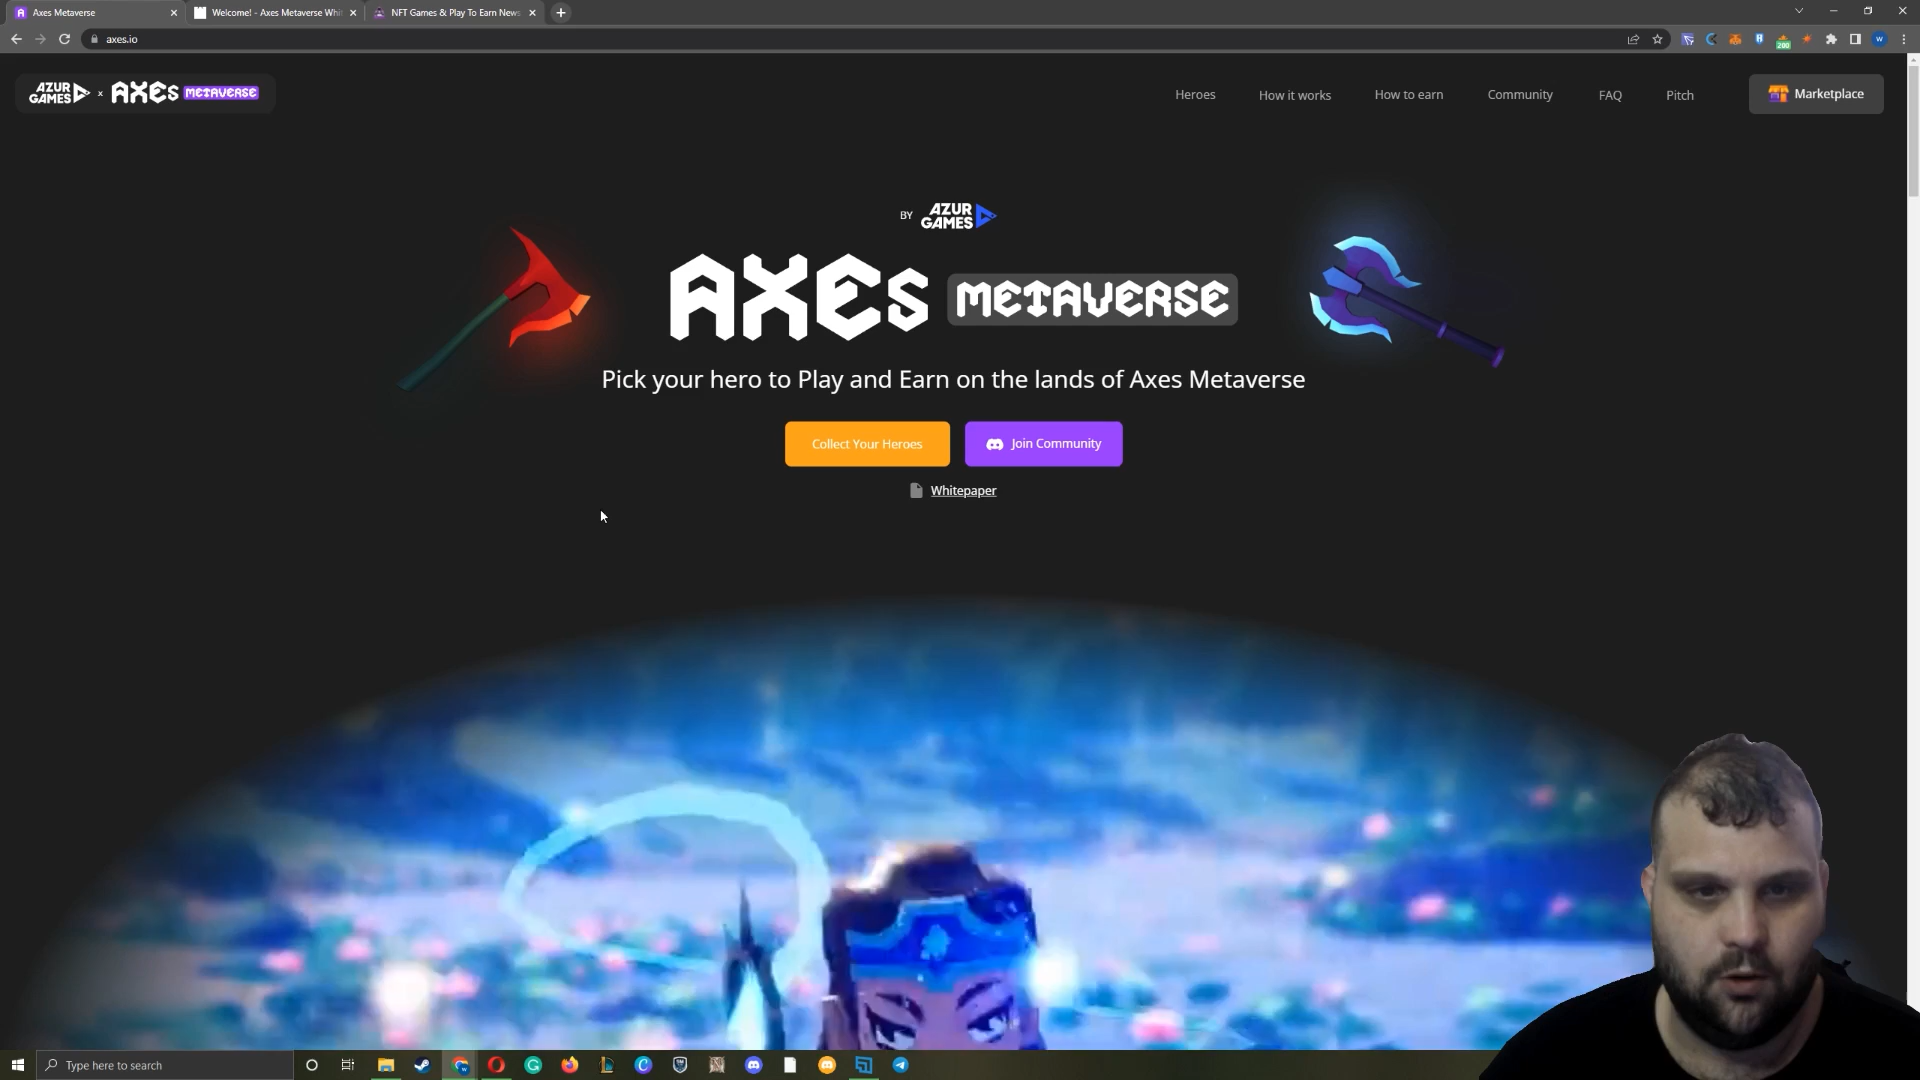 Axes Metaverse
Welcome! - Axes Metaverse Whit
NFT Games & Play To Earn News
axes.io
200
W
AZUR GAMES x AXES METAVERSE
Heroes
How it works
How to earn
Community
FAQ
Pitch
Marketplace
BY AZUR GAMES
AXES METAVERSE
Pick your hero to Play and Earn on the lands of Axes Metaverse
Collect Your Heroes
Join Community
Whitepaper
Type here to search